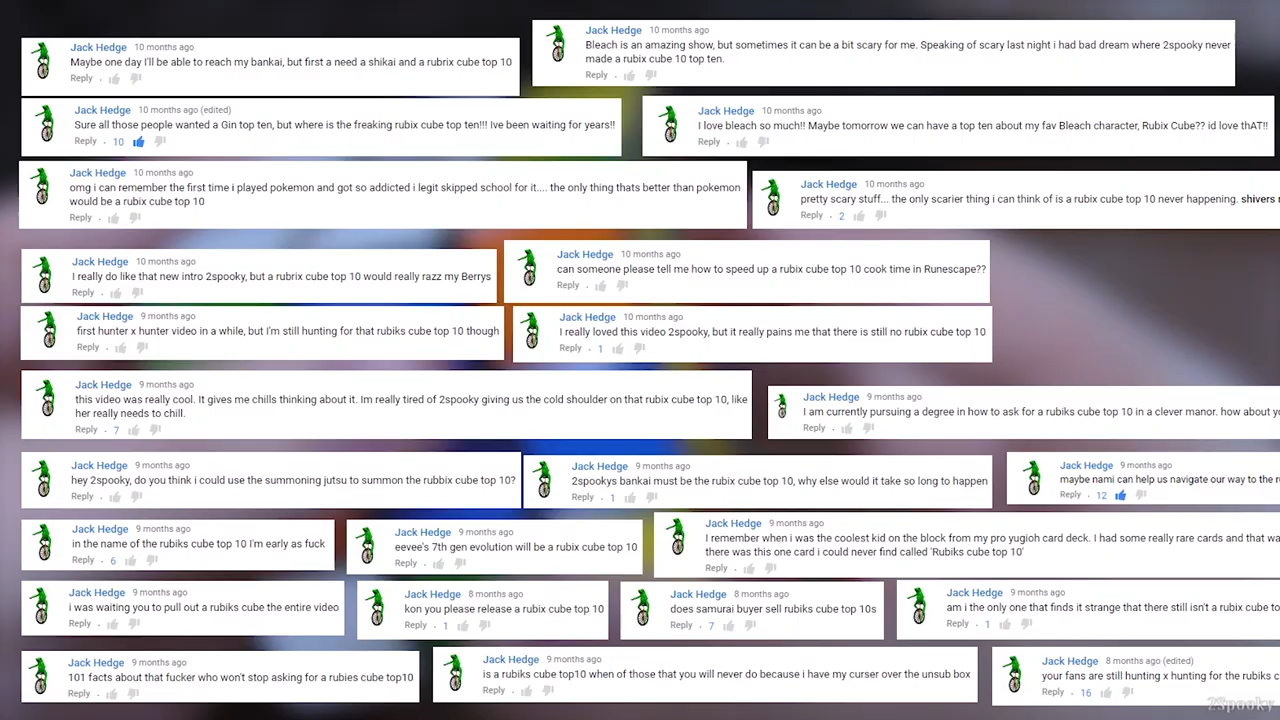 Jack Hedge 10 months ago
Maybe one day I'll be able to reach my bankai, but first a need a shikai and a rubrix cube top 10
Reply
Jack Hedge 10 months ago
Bleach is an amazing show, but sometimes it can be a bit scary for me. Speaking of scary last night i had bad dream where 2spooky never
made a rubix cube 10 top ten.
Reply
Jack Hedge 10 months ago (edited)
Sure all those people wanted a Gin top ten, but where is the freaking rubix cube top ten!!! Ive been waiting for years!!
Reply · 10
Jack Hedge 10 months ago
I love bleach so much!! Maybe tomorrow we can have a top ten about my fav Bleach character, Rubix Cube?? id love thAT!!
Reply
Jack Hedge 10 months ago
omg i can remember the first time i played pokemon and got so addicted i legit skipped school for it.... the only thing thats better than pokemon
would be a rubix cube top 10
Reply
Jack Hedge 10 months ago
pretty scary stuff... the only scarier thing i can think of is a rubix cube top 10 never happening. shivers
Reply · 2
Jack Hedge 10 months ago
I really do like that new intro 2spooky, but a rubrix cube top 10 would really razz my Berrys
Reply
Jack Hedge 10 months ago
can someone please tell me how to speed up a rubix cube top 10 cook time in Runescape??
Reply
Jack Hedge 9 months ago
first hunter x hunter video in a while, but I'm still hunting for that rubiks cube top 10 though
Reply
Jack Hedge 10 months ago
I really loved this video 2spooky, but it really pains me that there is still no rubix cube top 10
Reply · 1
Jack Hedge 9 months ago
this video was really cool. It gives me chills thinking about it. Im really tired of 2spooky giving us the cold shoulder on that rubix cube top 10, like
her really needs to chill.
Reply · 7
Jack Hedge 9 months ago
I am currently pursuing a degree in how to ask for a rubiks cube top 10 in a clever manor. how about
Reply
Jack Hedge 9 months ago
hey 2spooky, do you think i could use the summoning jutsu to summon the rubbix cube top 10?
Reply
Jack Hedge 9 months ago
2spookys bankai must be the rubix cube top 10, why else would it take so long to happen
Reply · 1
Jack Hedge 9 months ago
maybe nami can help us navigate our way to the
Reply · 12
Jack Hedge 9 months ago
in the name of the rubiks cube top 10 I'm early as fuck
Reply · 6
Jack Hedge 9 months ago
eevee's 7th gen evolution will be a rubix cube top 10
Reply
Jack Hedge 9 months ago
I remember when i was the coolest kid on the block from my pro yugioh card deck. I had some really rare cards and that
there was this one card i could never find called 'Rubiks cube top 10'
Reply
Jack Hedge 9 months ago
i was waiting you to pull out a rubiks cube the entire video
Reply
Jack Hedge 8 months ago
kon you please release a rubix cube top 10
Reply · 1
Jack Hedge 8 months ago
does samurai buyer sell rubiks cube top 10s
Reply · 7
Jack Hedge 9 months ago
am i the only one that finds it strange that there still isn't a rubix cube
Reply · 1
Jack Hedge 9 months ago
101 facts about that fucker who won't stop asking for a rubies cube top10
Reply
Jack Hedge 9 months ago
is a rubiks cube top10 when of those that you will never do because i have my curser over the unsub box
Reply
Jack Hedge 8 months ago (edited)
your fans are still hunting x hunting for the rubiks
Reply · 16
2Spooky